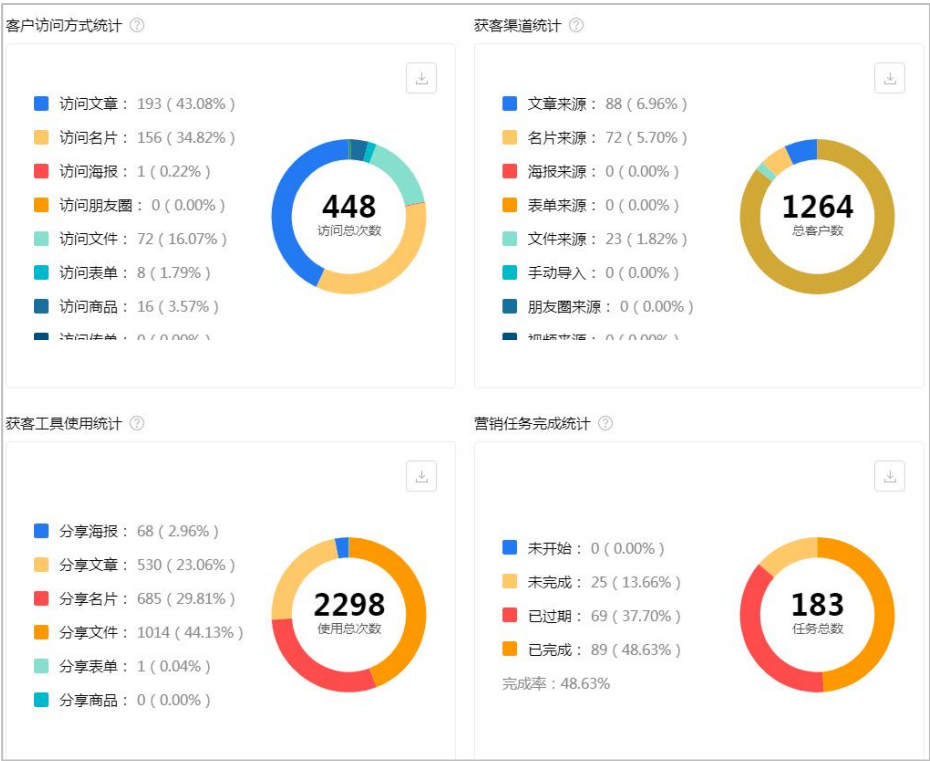 客户访问方式统计
访问文章： 193 ( 43.08% )
访问名片： 156 ( 34.82% )
访问海报： 1 ( 0.22% )
访问朋友圈： 0 ( 0.00% )
访问文件： 72 ( 16.07% )
访问表单： 8 ( 1.79% )
访问商品： 16 ( 3.57% )
448
访问总次数
获客渠道统计
文章来源： 88 ( 6.96% )
名片来源： 72 ( 5.70% )
海报来源： 0 ( 0.00% )
表单来源： 0 ( 0.00% )
文件来源： 23 ( 1.82% )
手动导入： 0 ( 0.00% )
朋友圈来源： 0 ( 0.00% )
1264
总客户数
获客工具使用统计
分享海报： 68 ( 2.96% )
分享文章： 530 ( 23.06% )
分享名片： 685 ( 29.81% )
分享文件： 1014 ( 44.13% )
分享表单： 1 ( 0.04% )
分享商品： 0 ( 0.00% )
2298
使用总次数
营销任务完成统计
未开始： 0 ( 0.00% )
未完成： 25 ( 13.66% )
已过期： 69 ( 37.70% )
已完成： 89 ( 48.63% )
完成率：48.63%
183
任务总数